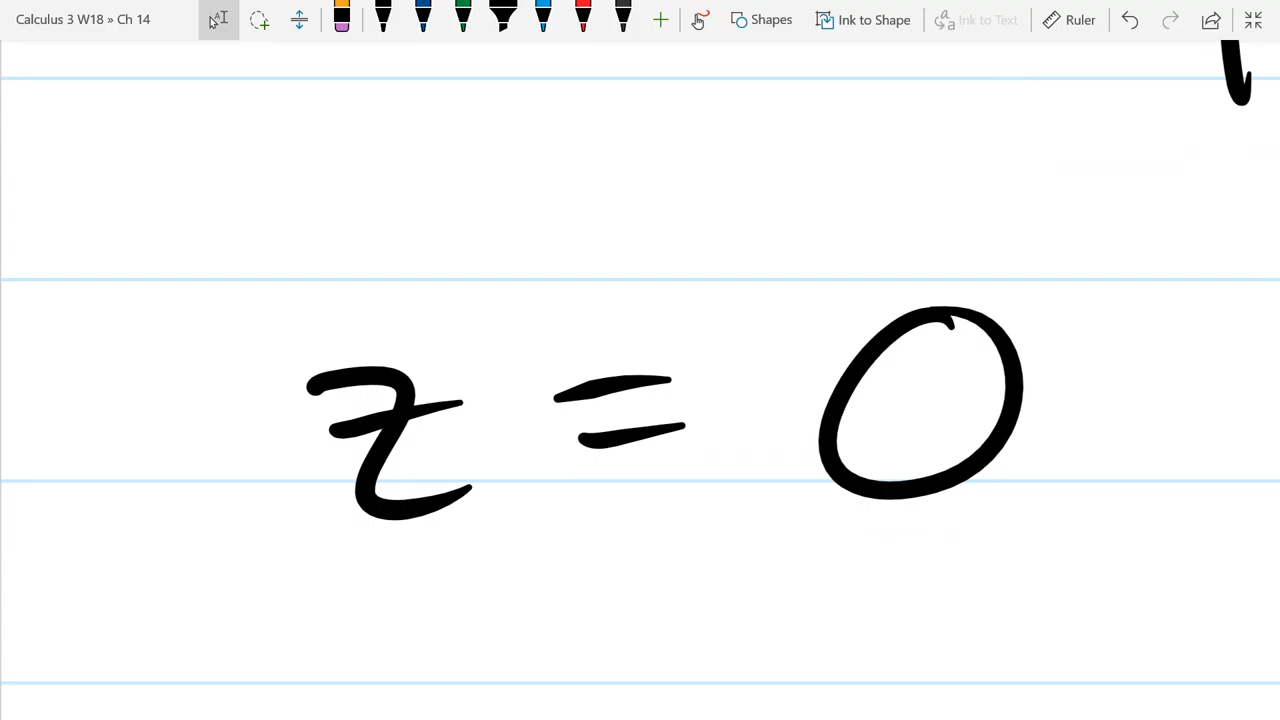 Calculus 3 W18 » Ch 14
Shapes
Ink to Shape
Ink to Text
Ruler
z = 0